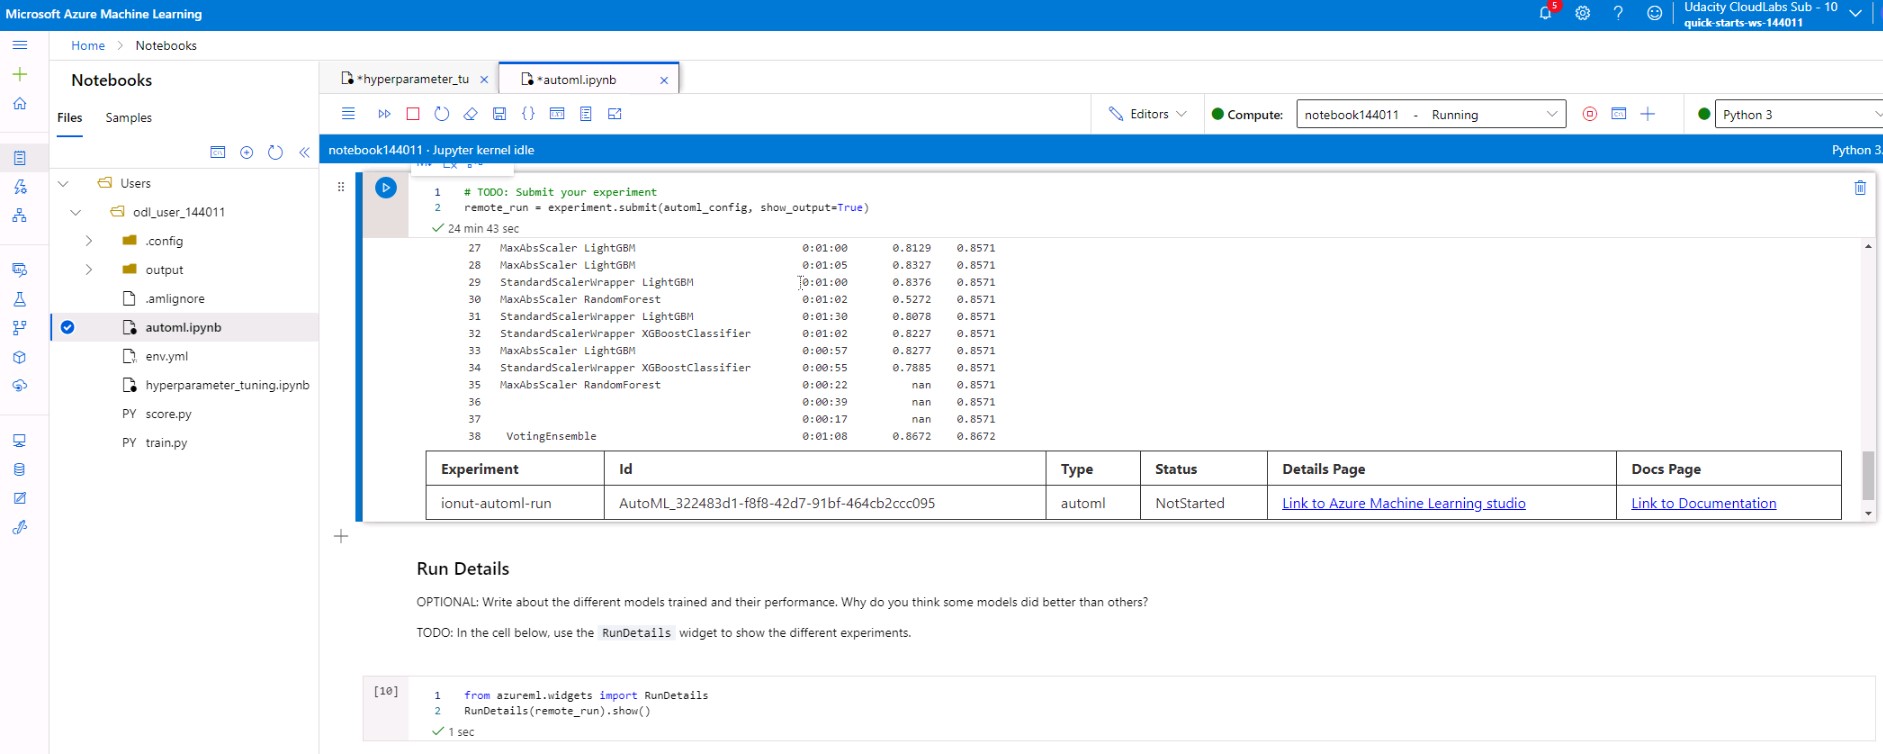 Microsoft Azure Machine Learning
5
Udacity CloudLabs Sub - 10
quick-starts-ws-144011
Home > Notebooks
Notebooks
Files Samples
Users
odl_user_144011
.config
output
.amlignore
automl.ipynb
env.yml
hyperparameter_tuning.ipynb
PY score.py
PY train.py
*hyperparameter_tu ×
*automl.ipynb ×
Editors
Compute: notebook144011 - Running
Python 3
notebook144011 · Jupyter kernel idle
Python 3.
1 # TODO: Submit your experiment
2 remote_run = experiment.submit(automl_config, show_output=True)
24 min 43 sec
27 MaxAbsScaler LightGBM 0:01:00 0.8129 0.8571
28 MaxAbsScaler LightGBM 0:01:05 0.8327 0.8571
29 StandardScalerWrapper LightGBM 0:01:00 0.8376 0.8571
30 MaxAbsScaler RandomForest 0:01:02 0.5272 0.8571
31 StandardScalerWrapper LightGBM 0:01:30 0.8078 0.8571
32 StandardScalerWrapper XGBoostClassifier 0:01:02 0.8227 0.8571
33 MaxAbsScaler LightGBM 0:00:57 0.8277 0.8571
34 StandardScalerWrapper XGBoostClassifier 0:00:55 0.7885 0.8571
35 MaxAbsScaler RandomForest 0:00:22 nan 0.8571
36 0:00:39 nan 0.8571
37 0:00:17 nan 0.8571
38 VotingEnsemble 0:01:08 0.8672 0.8672
Experiment Id Type Status Details Page Docs Page
ionut-automl-run AutoML_322483d1-f8f8-42d7-91bf-464cb2ccc095 automl NotStarted Link to Azure Machine Learning studio Link to Documentation
Run Details
OPTIONAL: Write about the different models trained and their performance. Why do you think some models did better than others?
TODO: In the cell below, use the RunDetails widget to show the different experiments.
[10]
1 from azureml.widgets import RunDetails
2 RunDetails(remote_run).show()
1 sec